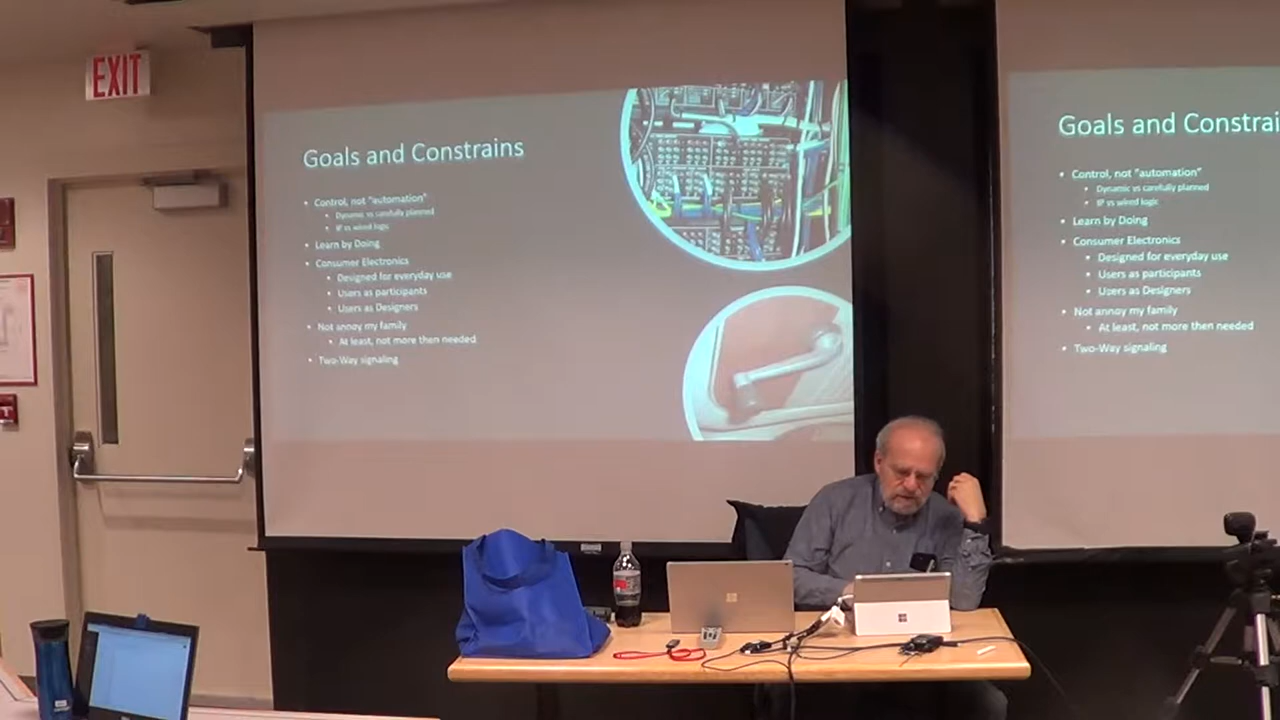 EXIT
Goals and Constrains
• Control, not "automation"
• Dynamic vs carefully planned
• IP vs wired logic
• Learn by Doing
• Consumer Electronics
• Designed for everyday use
• Users as participants
• Users as Designers
• Not annoy my family
• At least, not more then needed
• Two-Way signaling
Goals and Constrai
• Control, not "automation"
• Dynamic vs carefully planned
• IP vs wired logic
• Learn by Doing
• Consumer Electronics
• Designed for everyday use
• Users as participants
• Users as Designers
• Not annoy my family
• At least, not more then needed
• Two-Way signaling